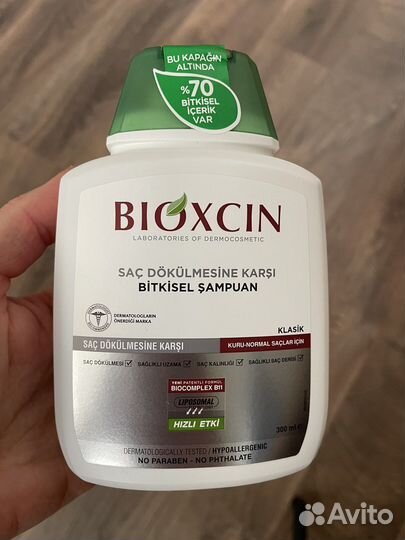 BU KAPAĞIN
ALTINDA
%70
BİTKİSEL
İÇERİK
VAR
BIOXCIN
LABORATORIES OF DERMOCOSMETIC
SAÇ DÖKÜLMESİNE KARŞI
BİTKİSEL ŞAMPUAN
DERMATOLOGLARIN
ÖNERDİĞİ MARKA
KLASİK
SAÇ DÖKÜLMESİNE KARŞI
KURU-NORMAL SAÇLAR İÇİN
SAÇ DÖKÜLMESİ SAĞLIKLI UZAMA SAÇ KALINLIĞI SAĞLIKLI SAÇ DERİSİ
YENİ PATENTLİ FORMÜL
BIOCOMPLEX B11
LIPOSOMAL
HIZLI ETKİ
300 ml e
DERMATOLOGICALLY TESTED / HYPOALLERGENIC
NO PARABEN - NO PHTHALATE
Avito